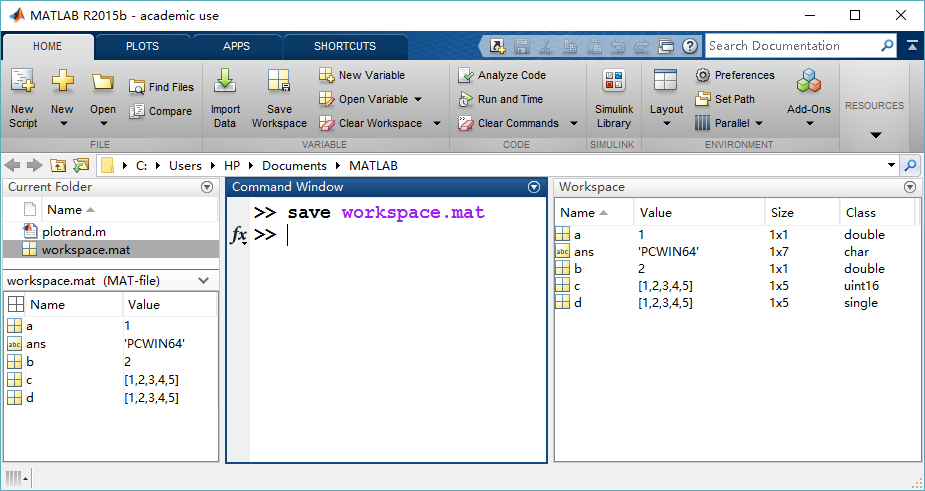 MATLAB R2015b - academic use
HOME PLOTS APPS SHORTCUTS Search Documentation
New Script New Open Find Files Compare Import Data Save Workspace New Variable Open Variable Clear Workspace Analyze Code Run and Time Clear Commands Simulink Library Layout Preferences Set Path Parallel Add-Ons RESOURCES
FILE VARIABLE CODE SIMULINK ENVIRONMENT
C: Users HP Documents MATLAB
Current Folder
Name
plotrand.m
workspace.mat
workspace.mat (MAT-file)
Name Value
a 1
abc ans 'PCWIN64'
b 2
c [1,2,3,4,5]
d [1,2,3,4,5]
Command Window
>> save workspace.mat
fx >>
Workspace
Name Value Size Class
a 1 1x1 double
abc ans 'PCWIN64' 1x7 char
b 2 1x1 double
c [1,2,3,4,5] 1x5 uint16
d [1,2,3,4,5] 1x5 single